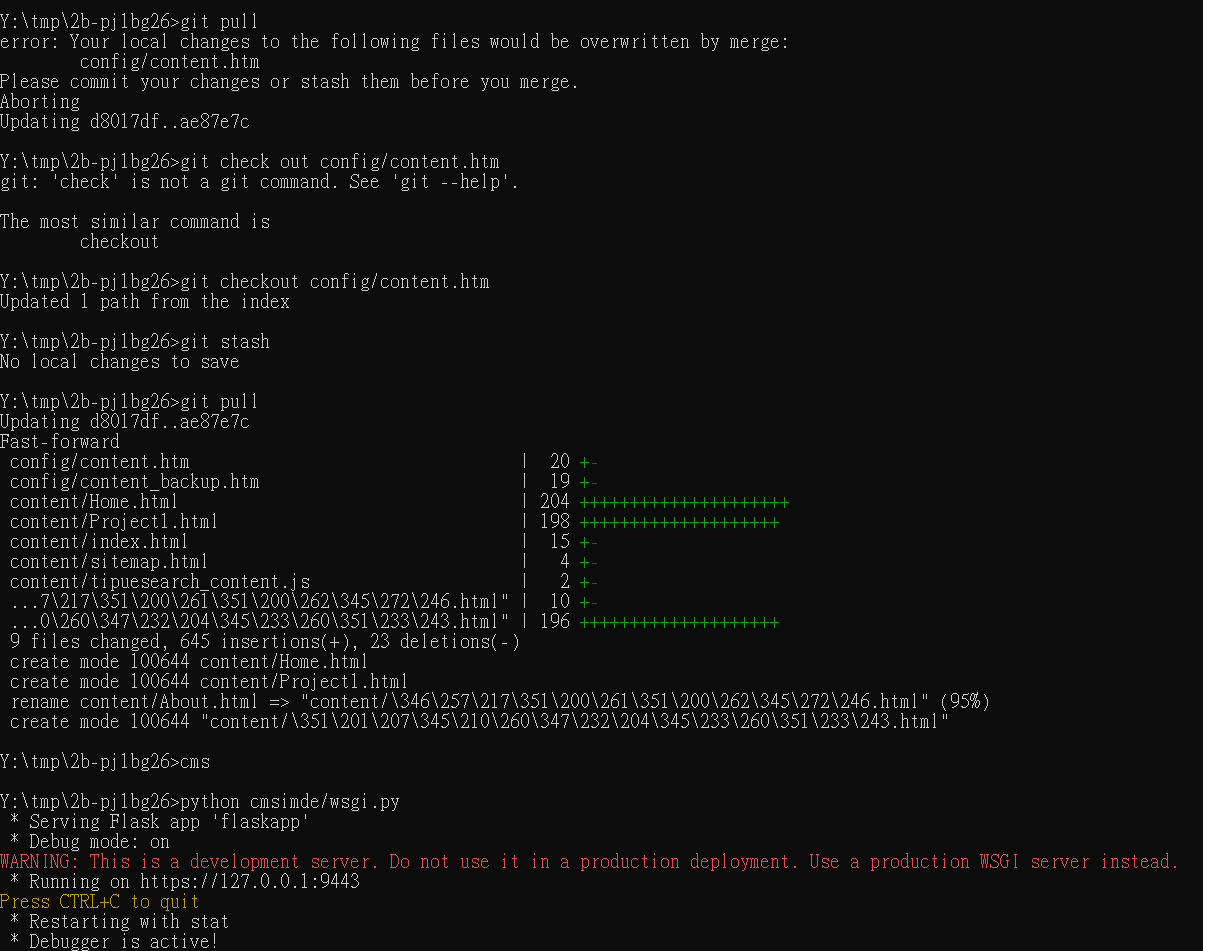 Y:\tmp\2b-pj1bg26>git pull
error: Your local changes to the following files would be overwritten by merge:
        config/content.htm
Please commit your changes or stash them before you merge.
Aborting
Updating d8017df..ae87e7c
Y:\tmp\2b-pj1bg26>git check out config/content.htm
git: 'check' is not a git command. See 'git --help'.
The most similar command is
        checkout
Y:\tmp\2b-pj1bg26>git checkout config/content.htm
Updated 1 path from the index
Y:\tmp\2b-pj1bg26>git stash
No local changes to save
Y:\tmp\2b-pj1bg26>git pull
Updating d8017df..ae87e7c
Fast-forward
 config/content.htm                                 |  20 +-
 config/content_backup.htm                          |  19 +-
 content/Home.html                                  | 204 +++++++++++++++++++++
 content/Project1.html                              | 198 ++++++++++++++++++++
 content/index.html                                 |  15 +-
 content/sitemap.html                               |   4 +-
 content/tipuesearch_content.js                     |   2 +-
 ...7\217\351\200\261\351\200\262\345\272\246.html" |  10 +-
 ...0\260\347\232\204\345\233\260\351\233\243.html" | 196 ++++++++++++++++++++
 9 files changed, 645 insertions(+), 23 deletions(-)
 create mode 100644 content/Home.html
 create mode 100644 content/Project1.html
 rename content/About.html => "content/\346\257\217\351\200\261\351\200\262\345\272\246.html" (95%)
 create mode 100644 "content/\351\201\207\345\210\260\347\232\204\345\233\260\351\233\243.html"
Y:\tmp\2b-pj1bg26>cms
Y:\tmp\2b-pj1bg26>python cmsimde/wsgi.py
 * Serving Flask app 'flaskapp'
 * Debug mode: on
WARNING: This is a development server. Do not use it in a production deployment. Use a production WSGI server instead.
 * Running on https://127.0.0.1:9443
Press CTRL+C to quit
 * Restarting with stat
 * Debugger is active!